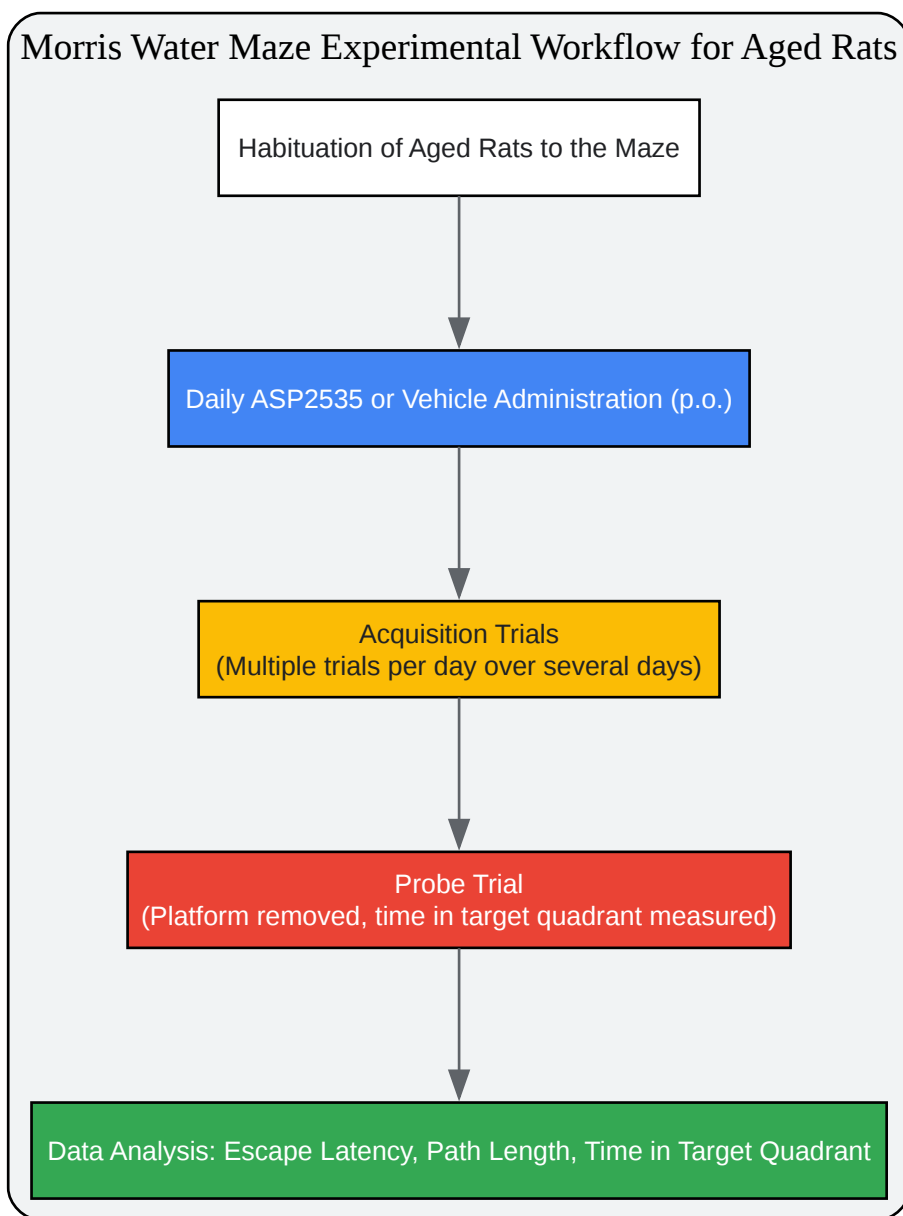 Morris Water Maze Experimental Workflow for Aged Rats
Habituation of Aged Rats to the Maze
Daily ASP2535 or Vehicle Administration (p.o.)
Acquisition Trials
(Multiple trials per day over several days)
Probe Trial
(Platform removed, time in target quadrant measured)
Data Analysis: Escape Latency, Path Length, Time in Target Quadrant